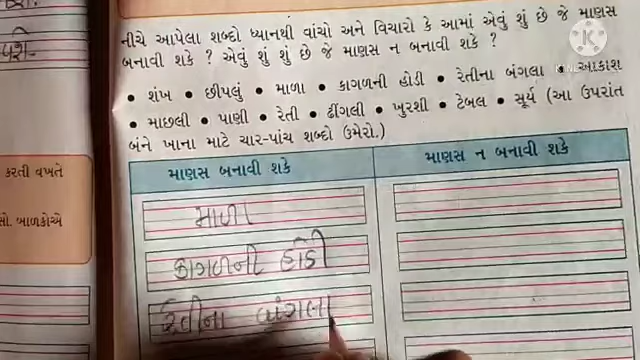 નીચે આપેલા શબ્દો ધ્યાનથી વાંચો અને વિચારો કે આમાં એવું શું છે જે માણસ
બનાવી શકે ? એવું શું શું છે જે માણસ ન બનાવી શકે ?
• શંખ • છીપલું • માળા • કાગળની હોડી • રેતીના બંગલા • આકાશ
• માછલી • પાણી • રેતી • ઢીંગલી • ખુરશી • ટેબલ • સૂર્ય (આ ઉપરાંત
બંને ખાના માટે ચાર-પાંચ શબ્દો ઉમેરો.)
કરતી વખતે
સો. બાળકોએ
માણસ બનાવી શકે
માણસ ન બનાવી શકે
માળા
કાગળની હોડી
રેતીના બંગલા